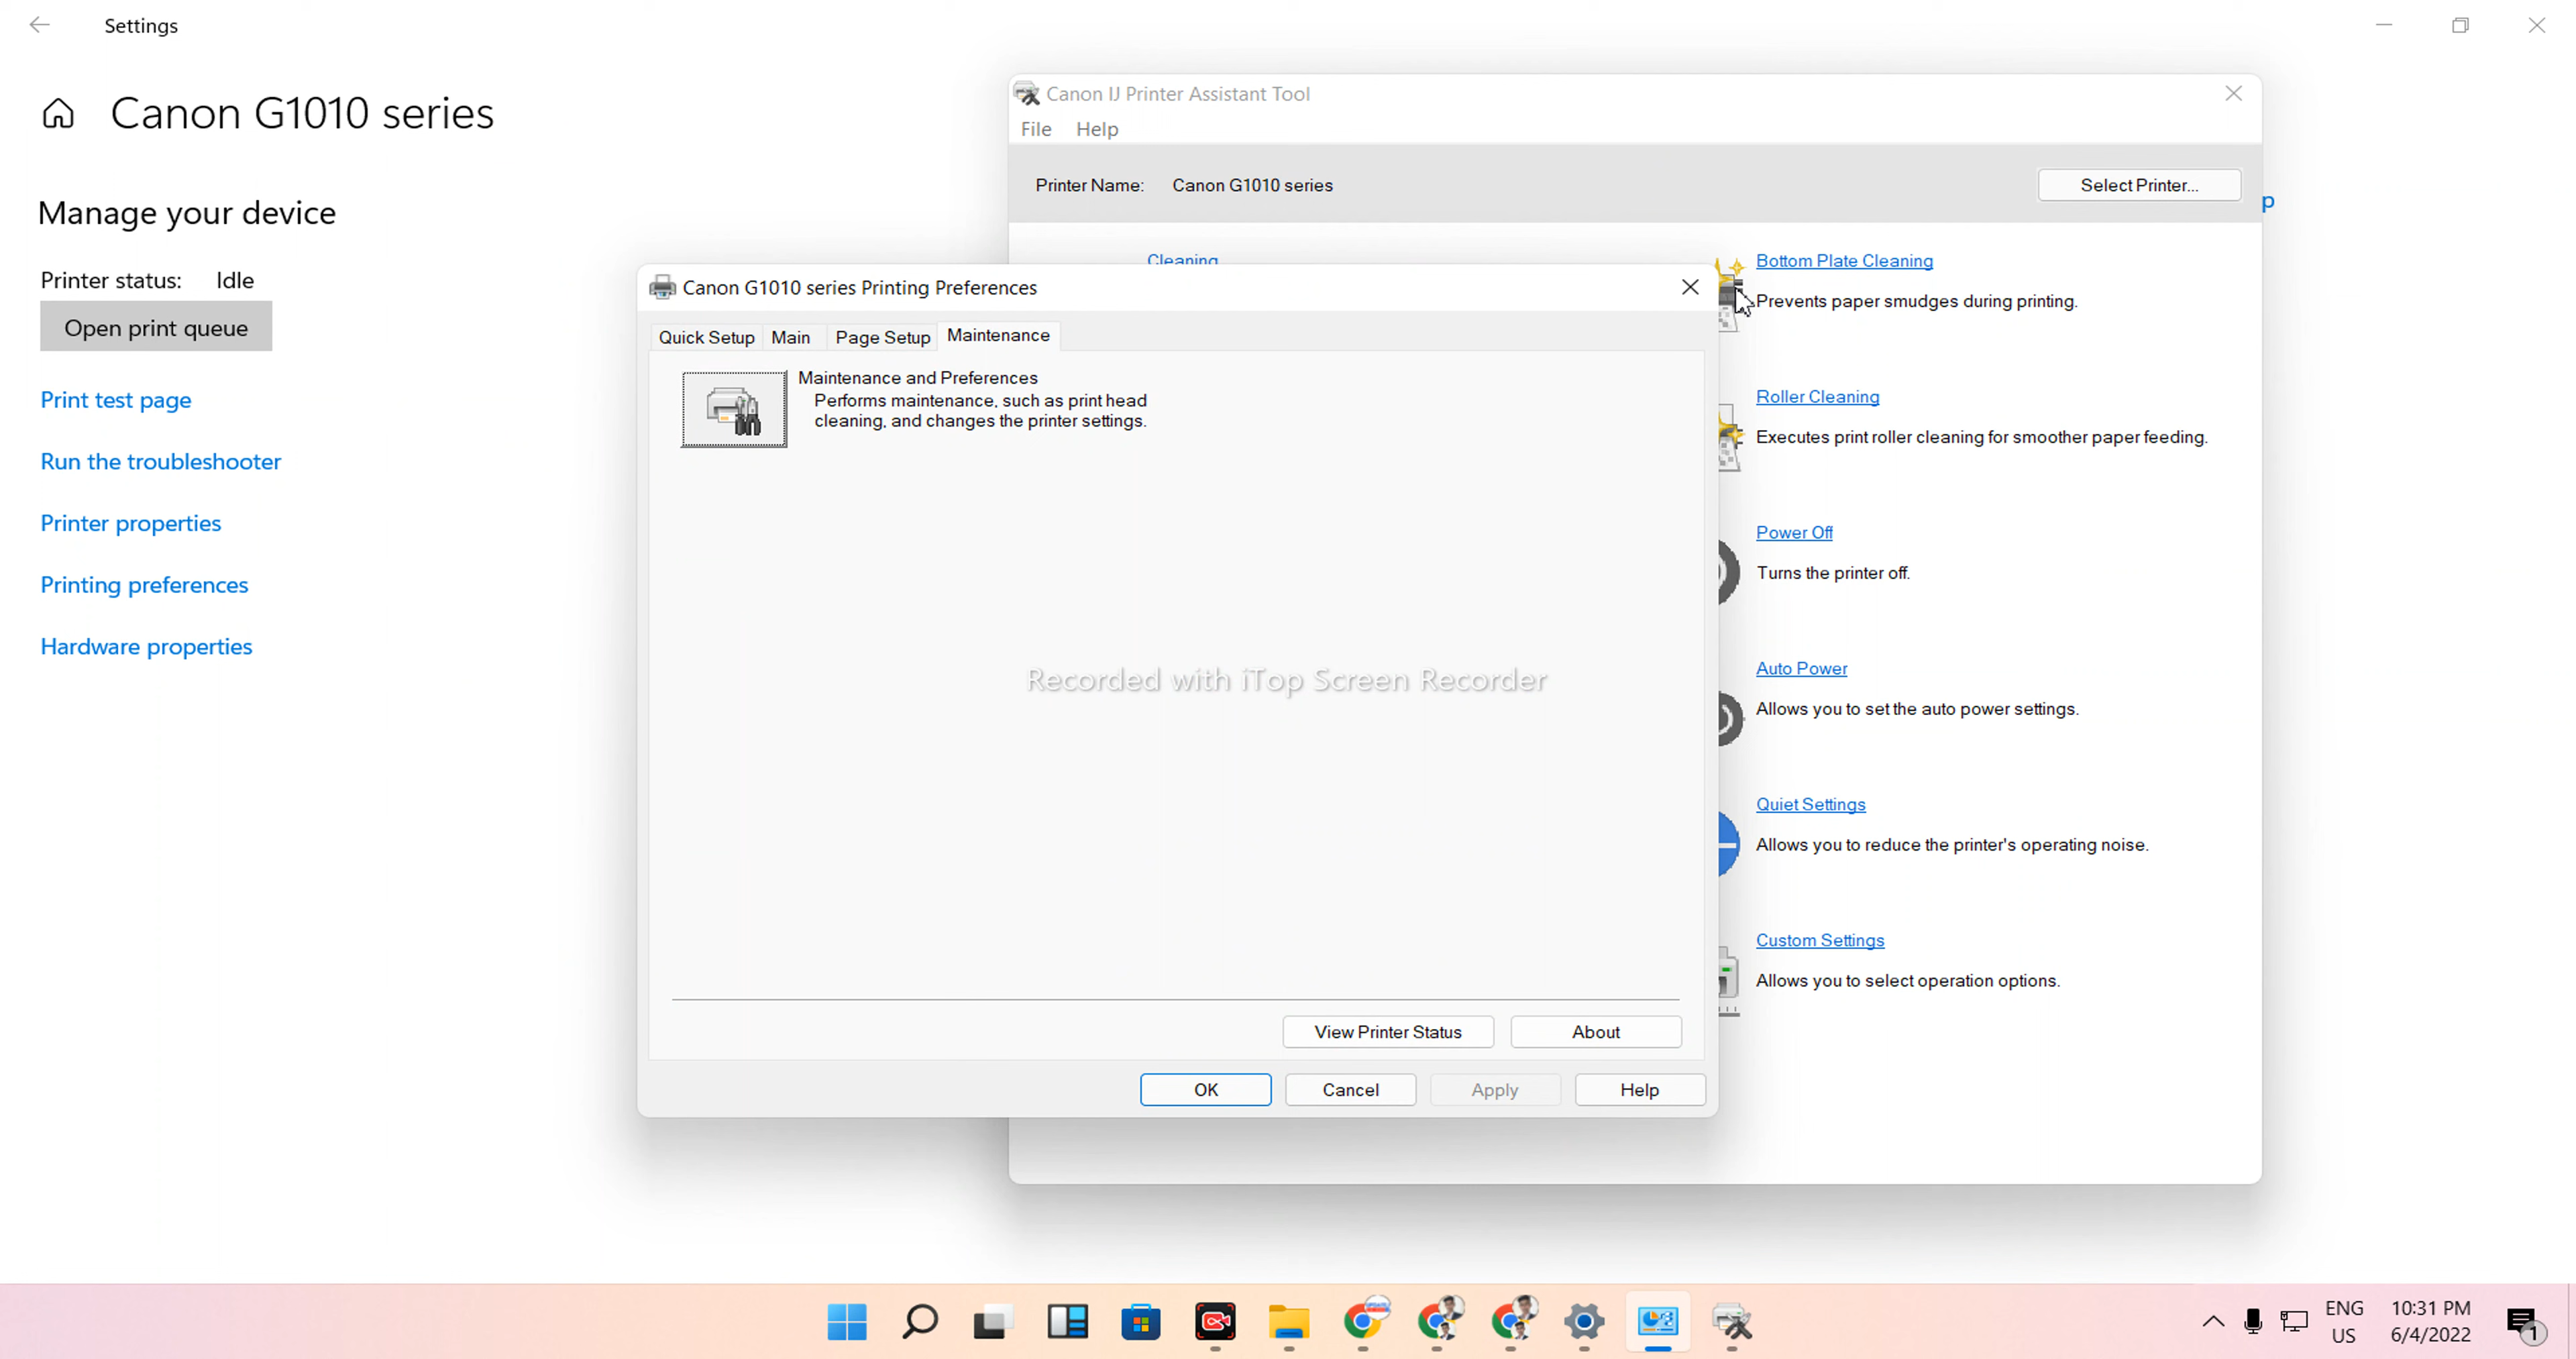 Settings
Canon G1010 series
Manage your device
Printer status: Idle
Open print queue
Print test page
Run the troubleshooter
Printer properties
Printing preferences
Hardware properties
Canon IJ Printer Assistant Tool
File Help
Printer Name: Canon G1010 series
Select Printer...
p
Cleaning
Bottom Plate Cleaning
Prevents paper smudges during printing.
Roller Cleaning
Executes print roller cleaning for smoother paper feeding.
Power Off
Turns the printer off.
Auto Power
Allows you to set the auto power settings.
Quiet Settings
Allows you to reduce the printer's operating noise.
Custom Settings
Allows you to select operation options.
Canon G1010 series Printing Preferences
Quick Setup Main Page Setup Maintenance
Maintenance and Preferences
Performs maintenance, such as print head
cleaning, and changes the printer settings.
Recorded with iTop Screen Recorder
View Printer Status About
OK Cancel Apply Help
ENG
US
10:31 PM
6/4/2022
1